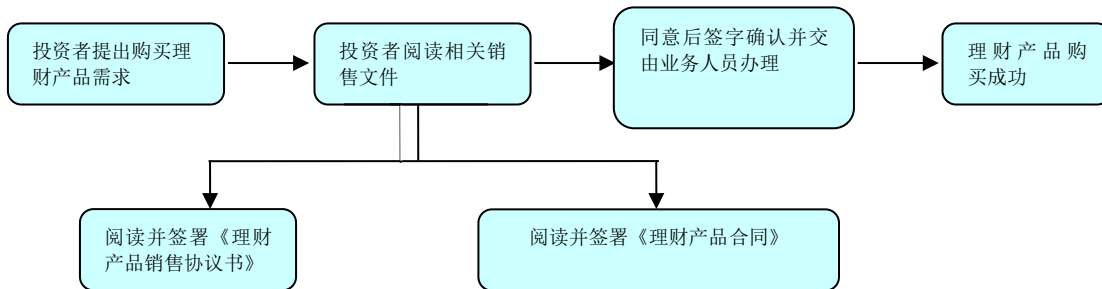 投资者提出购买理
财产品需求
投资者阅读相关销
售文件
同意后签字确认并交
由业务人员办理
理财产品购
买成功
阅读并签署《理财
产品销售协议书》
阅读并签署《理财产品合同》